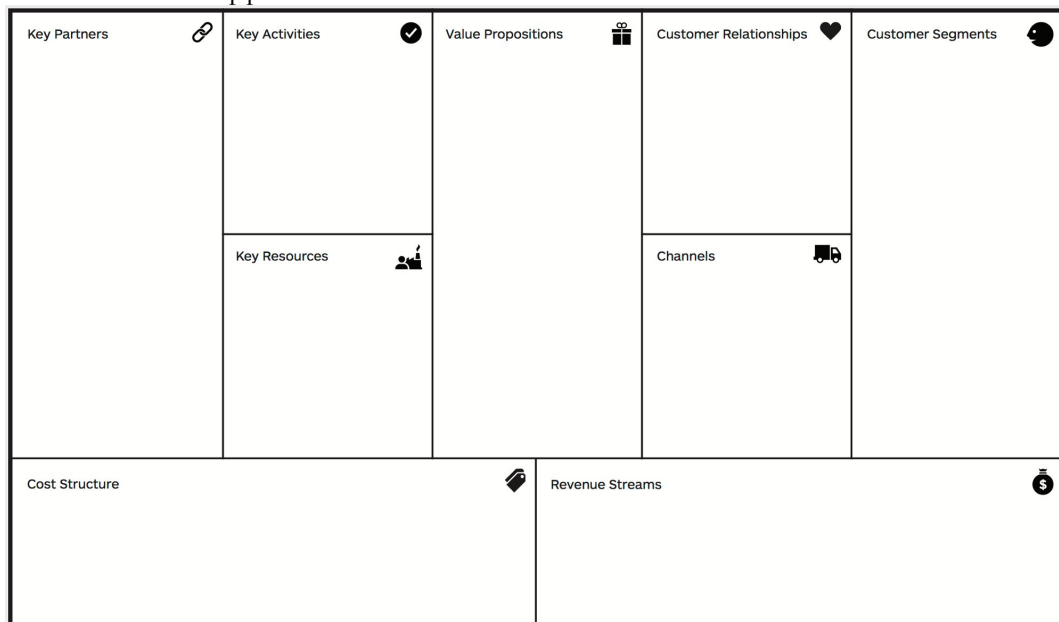 Key Partners
Key Activities
Value Propositions
Customer Relationships
Customer Segments
Key Resources
Channels
Cost Structure
Revenue Streams
$